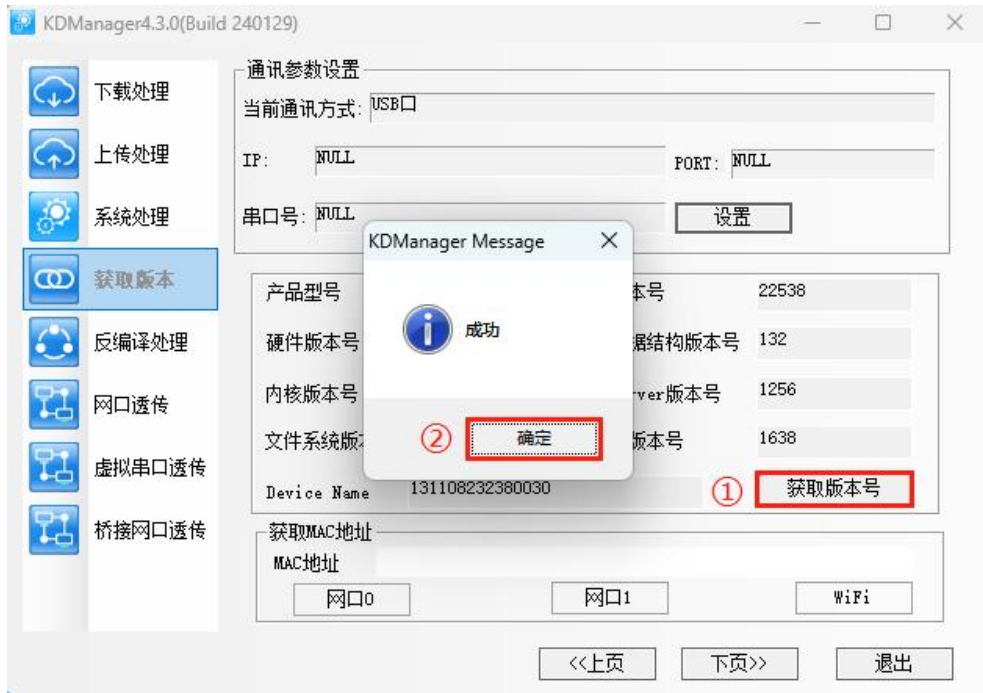 KDManager4.3.0(Build 240129)
下载处理
上传处理
系统处理
获取版本
反编译处理
网口透传
虚拟串口透传
桥接网口透传
通讯参数设置
当前通讯方式: USB口
IP: NULL PORT: NULL
串口号: NULL 设置
KDManager Message
成功
② 确定
产品型号 本号 22538
硬件版本号 据结构版本号 132
内核版本号 ver版本号 1256
文件系统版 版本号 1638
Device Name 131108232380030 ① 获取版本号
获取MAC地址
MAC地址
网口0 网口1 WiFi
<<上页 下页>> 退出